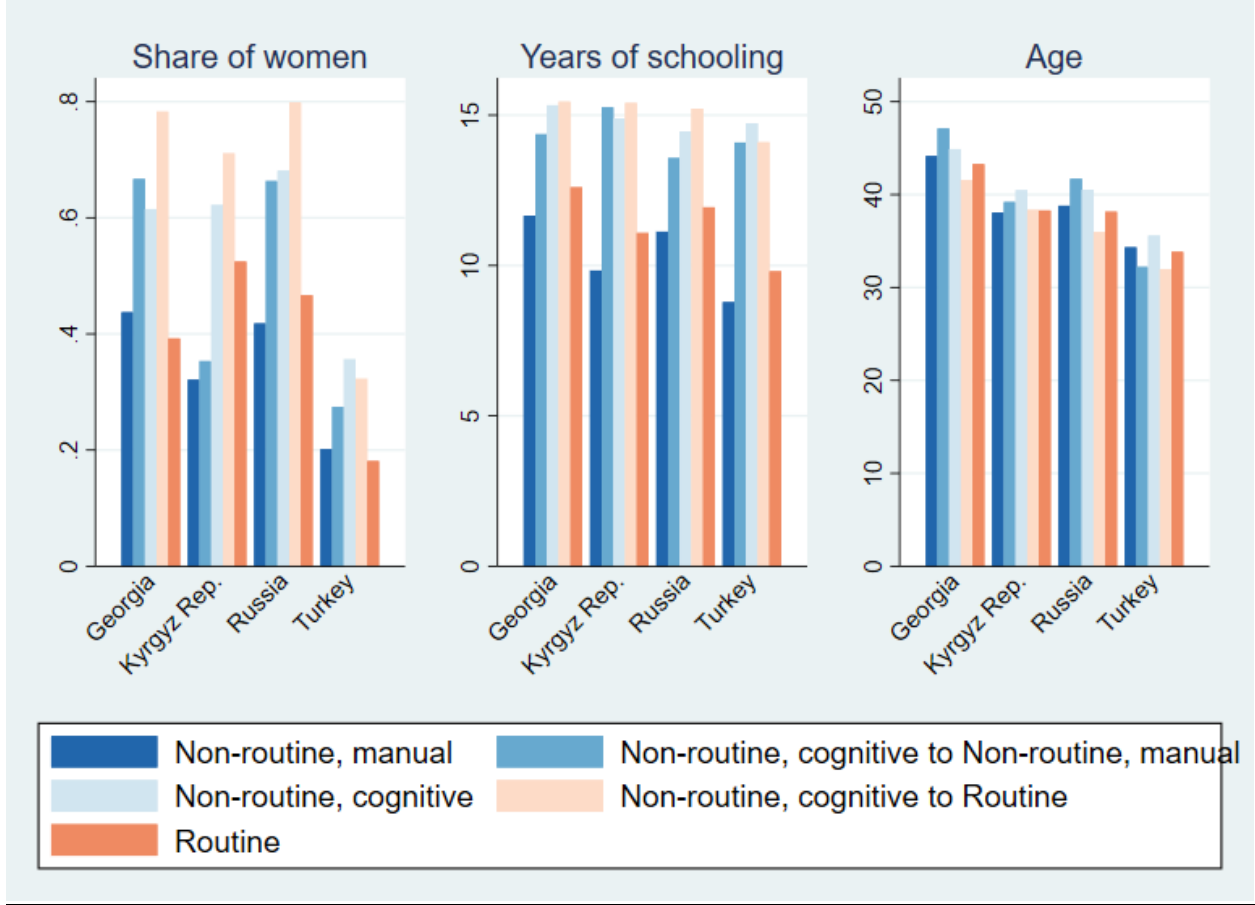 Share of women
.8
.6
.4
.2
0
Georgia
Kyrgyz Rep.
Russia
Turkey
Years of schooling
15
10
5
0
Georgia
Kyrgyz Rep.
Russia
Turkey
Age
50
40
30
20
10
0
Georgia
Kyrgyz Rep.
Russia
Turkey
Non-routine, manual
Non-routine, cognitive to Non-routine, manual
Non-routine, cognitive
Non-routine, cognitive to Routine
Routine